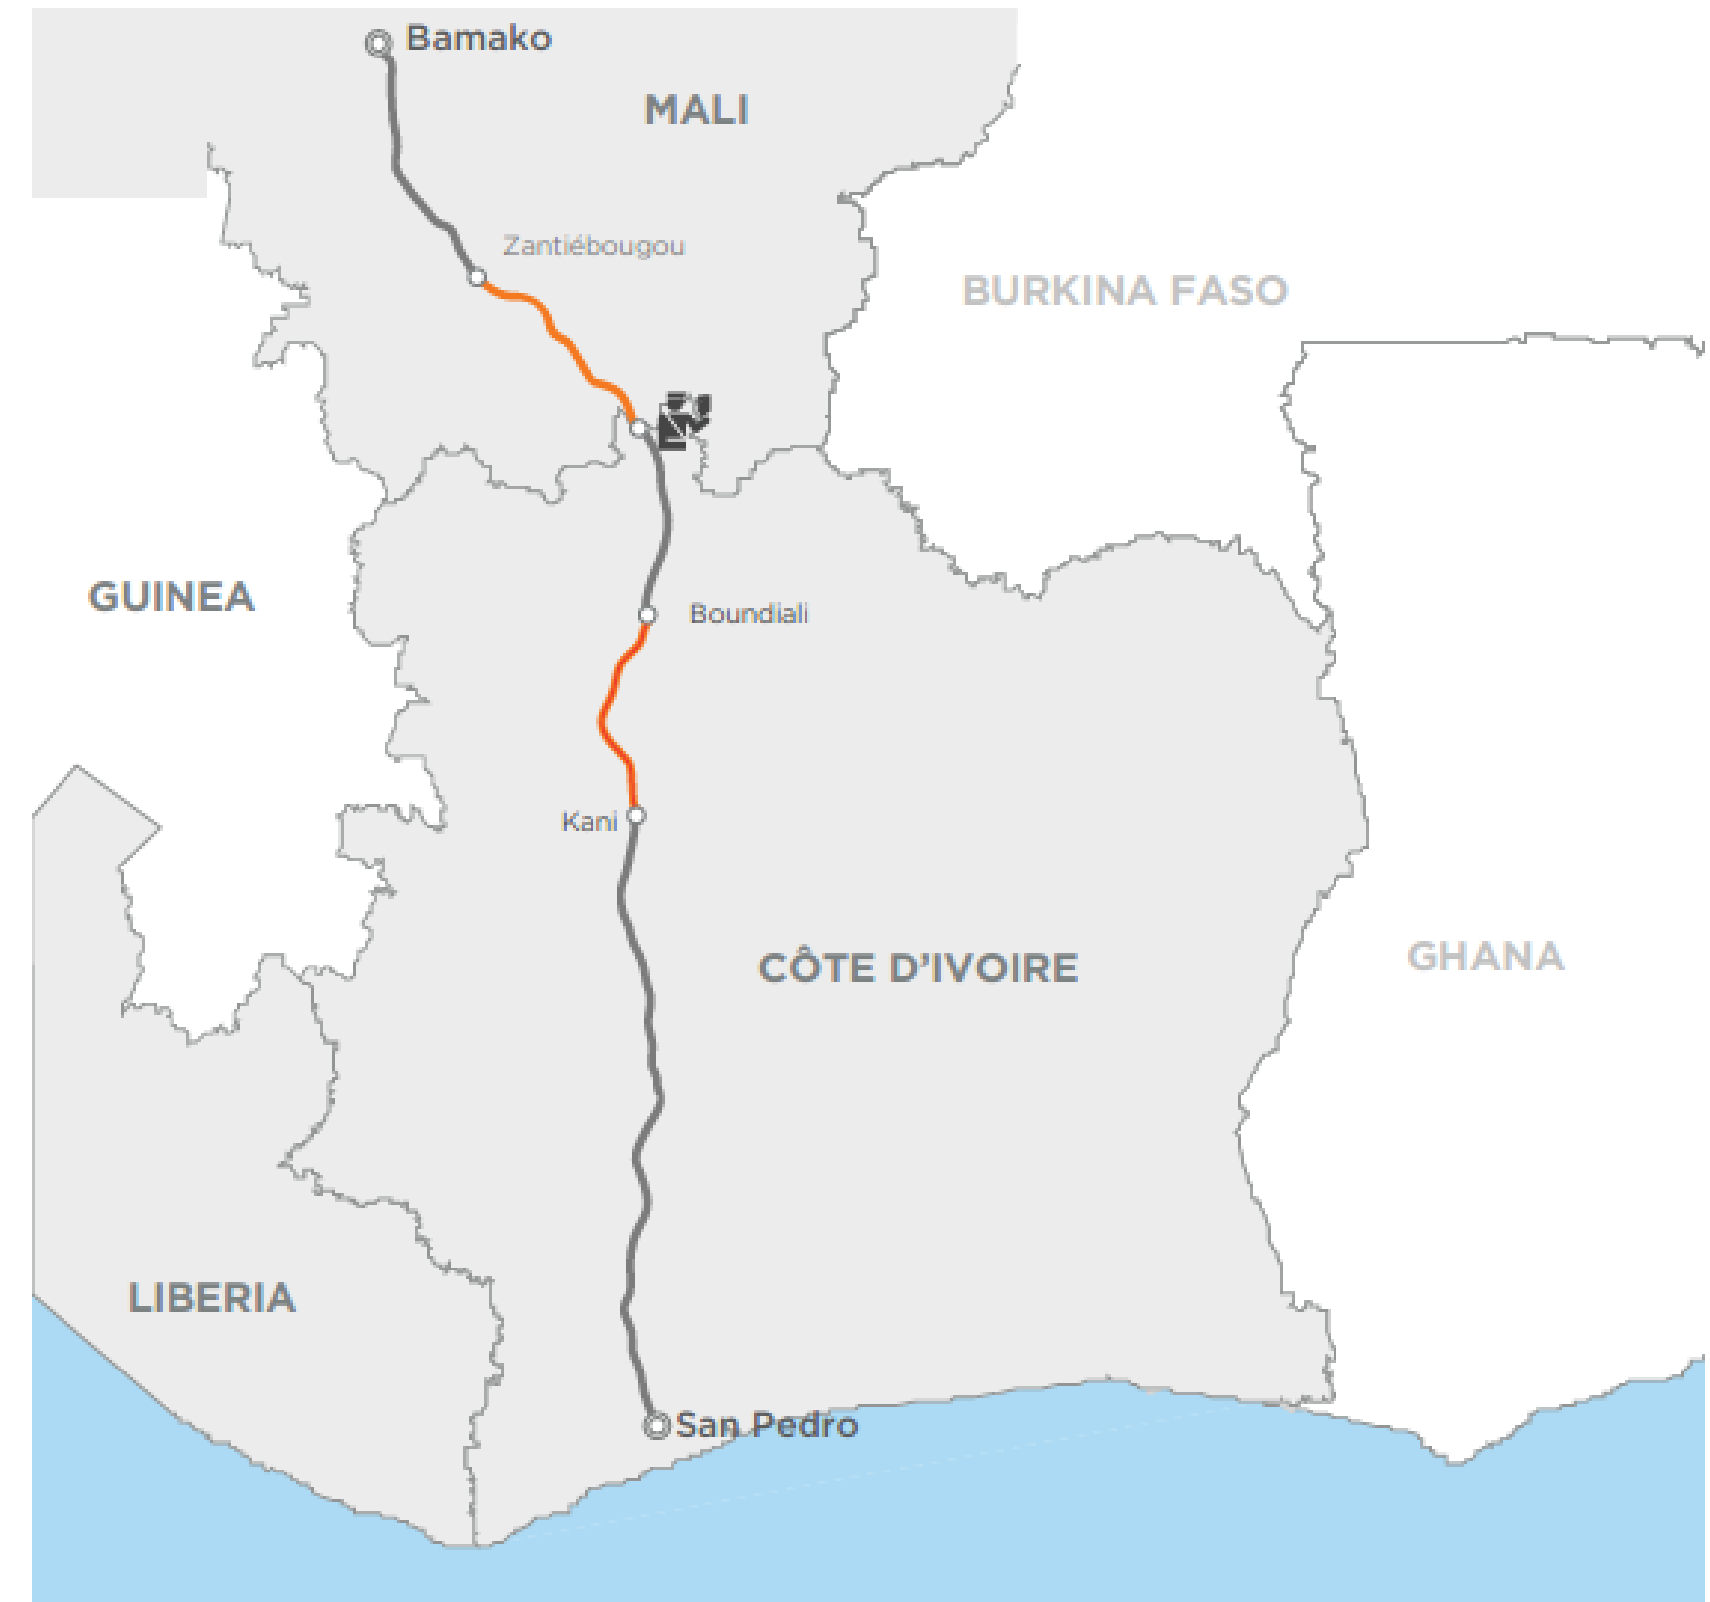 Bamako
MALI
Zantiébougou
BURKINA FASO
GUINEA
Boundiali
Kani
CÔTE D’IVOIRE
GHANA
LIBERIA
San Pedro